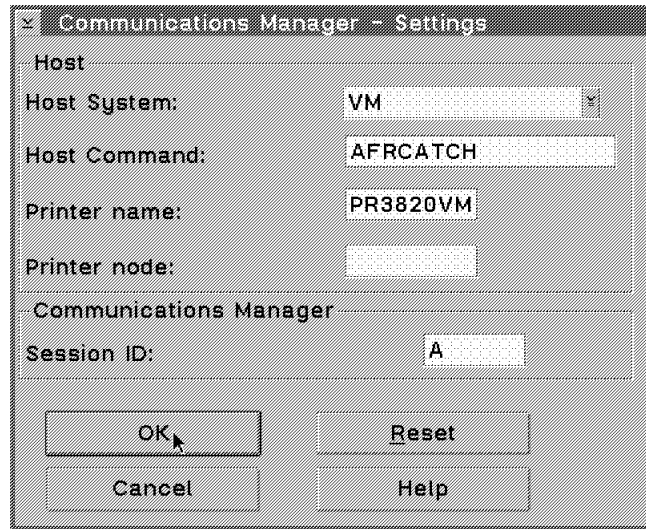 Communications Manager - Settings
Host
Host System: VM
Host Command: AFRCATCH
Printer name: PR3820VM
Printer node:
Communications Manager
Session ID: A
OK Reset
Cancel Help